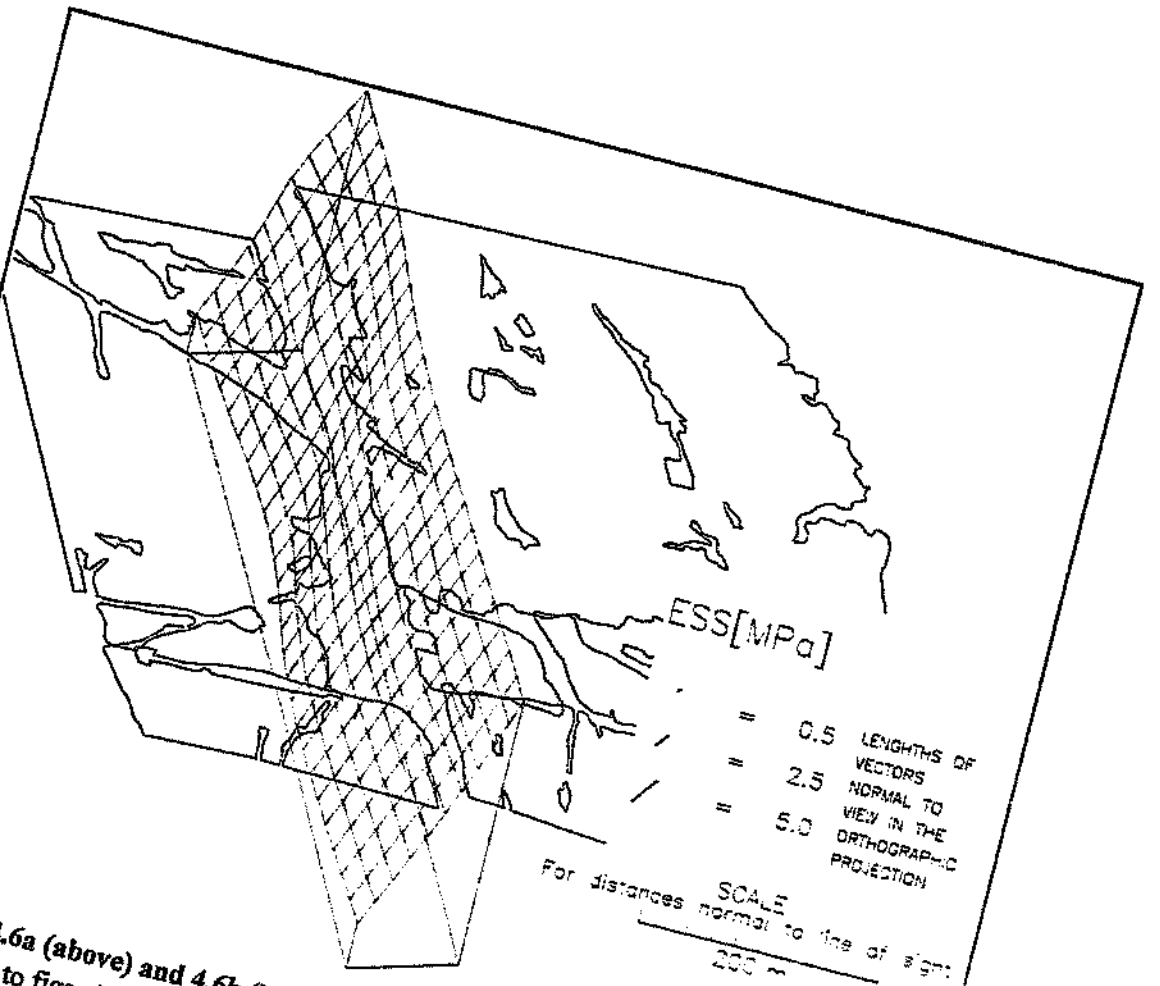 ESS[MPa]
= 0.5 LENGHTHS OF
VECTORS
= 2.5 NORMAL TO
VIEW IN THE
= 5.0 ORTHOGRAPHIC
PROJECTION
SCALE
For distances normal to line of sight
200 m
.6a (above) and 4.6b
to figs